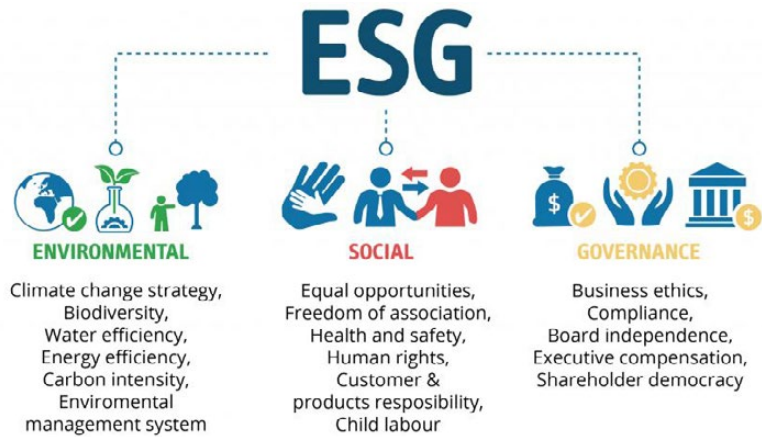 ESG
ENVIRONMENTAL
Climate change strategy,
Biodiversity,
Water efficiency,
Energy efficiency,
Carbon intensity,
Enviromental
management system
SOCIAL
Equal opportunities,
Freedom of association,
Health and safety,
Human rights,
Customer &
products resposibility,
Child labour
$
$
GOVERNANCE
Business ethics,
Compliance,
Board independence,
Executive compensation,
Shareholder democracy